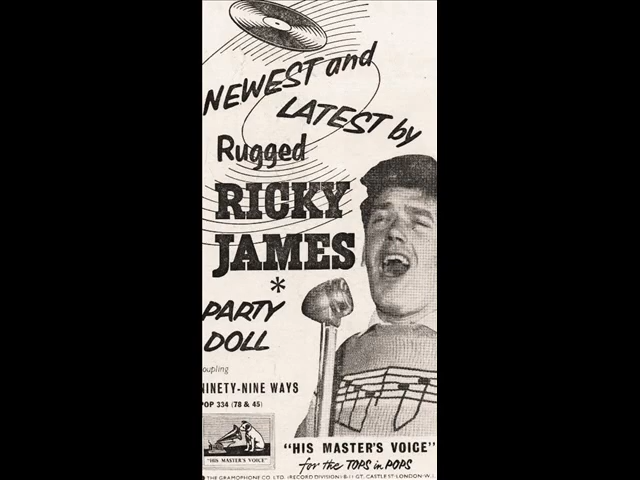 NEWEST and
LATEST by
Rugged
RICKY
JAMES
*
PARTY
DOLL
oupling
NINETY-NINE WAYS
POP 334 (78 & 45)
"HIS MASTER'S VOICE"
"HIS MASTER'S VOICE"
for the TOPS in POPS
THE GRAMOPHONE CO. LTD. (RECORD DIVISION) 8-11 GT. CASTLE ST. LONDON W.1